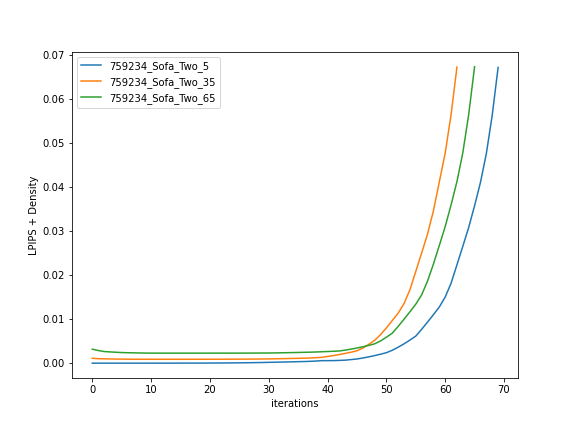 0.07
0.06
0.05
0.04
0.03
0.02
0.01
0.00
LPIPS + Density
759234_Sofa_Two_5
759234_Sofa_Two_35
759234_Sofa_Two_65
0 10 20 30 40 50 60 70
iterations